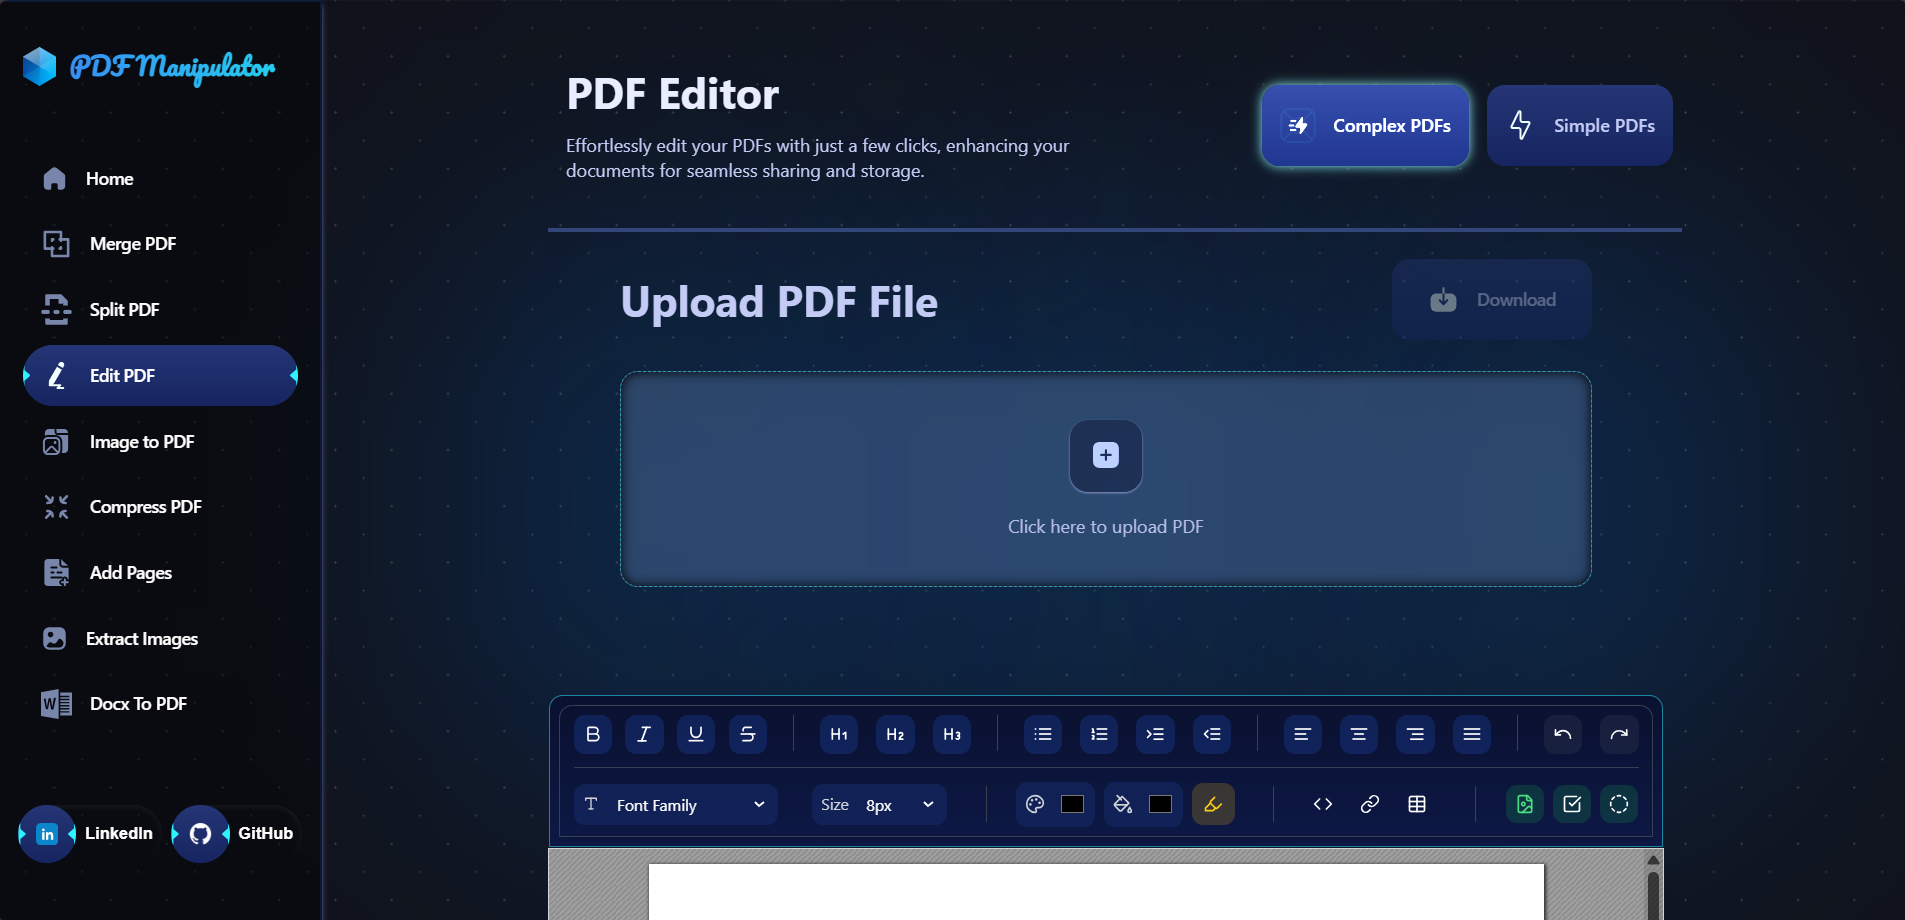 PDF Manipulator
Home
Merge PDF
Split PDF
Edit PDF
Image to PDF
Compress PDF
Add Pages
Extract Images
W
Docx To PDF
in
LinkedIn
GitHub
PDF Editor
Effortlessly edit your PDFs with just a few clicks, enhancing your
documents for seamless sharing and storage.
Complex PDFs
Simple PDFs
Upload PDF File
Download
Click here to upload PDF
B I U S H1 H2 H3
T Font Family Size 8px